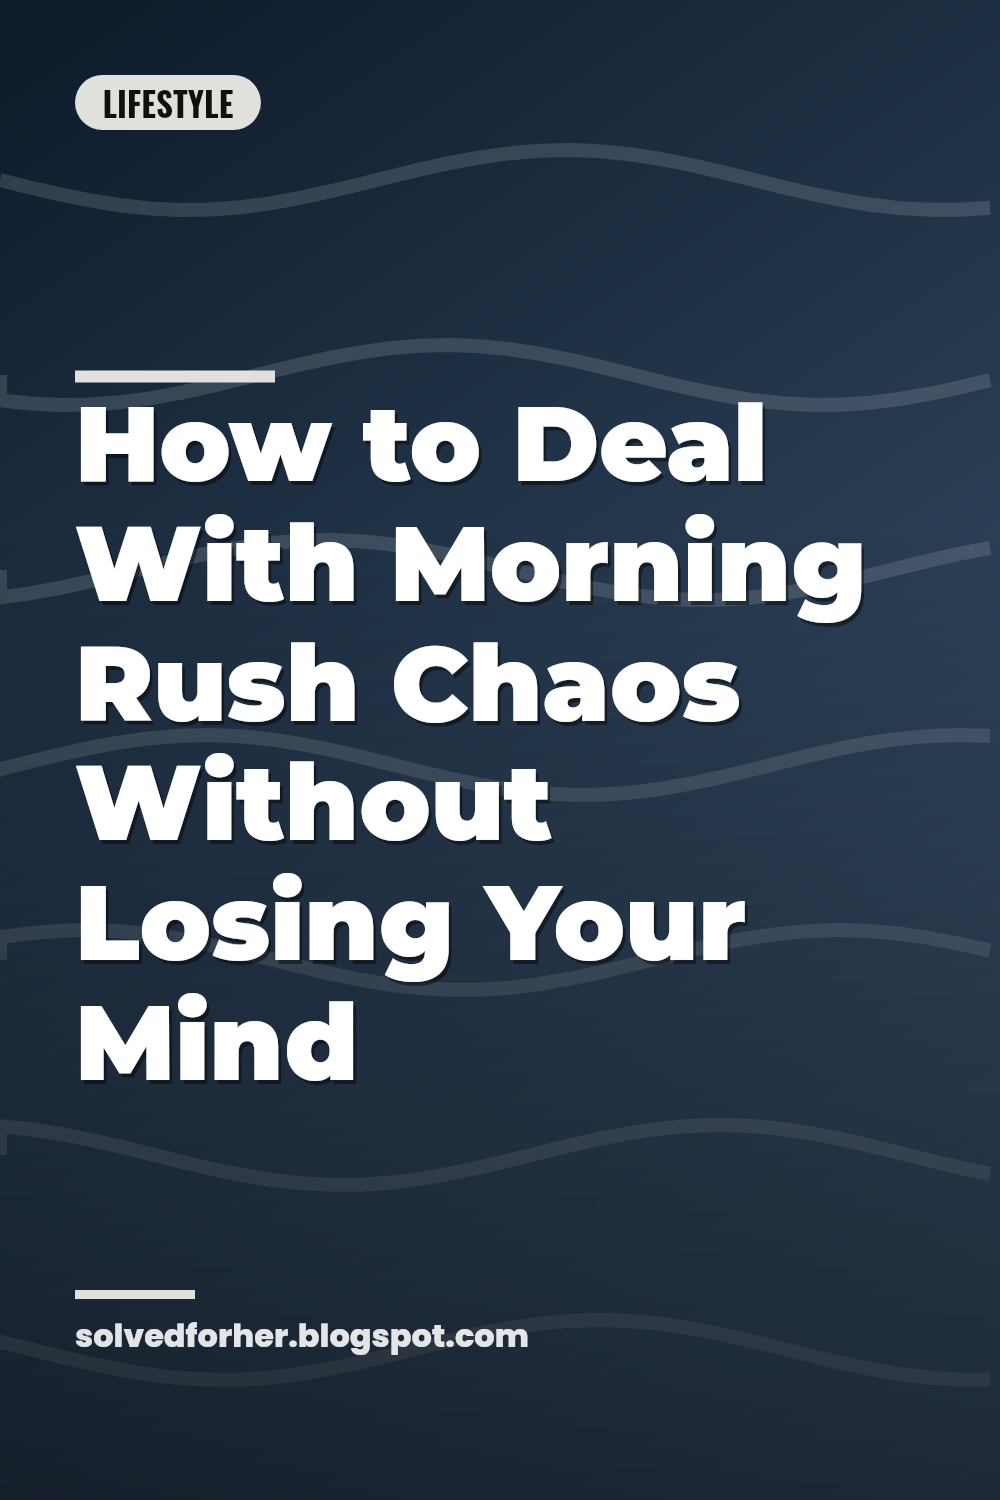 LIFESTYLE
How to Deal
With Morning
Rush Chaos
Without
Losing Your
Mind
solvedforher.blogspot.com